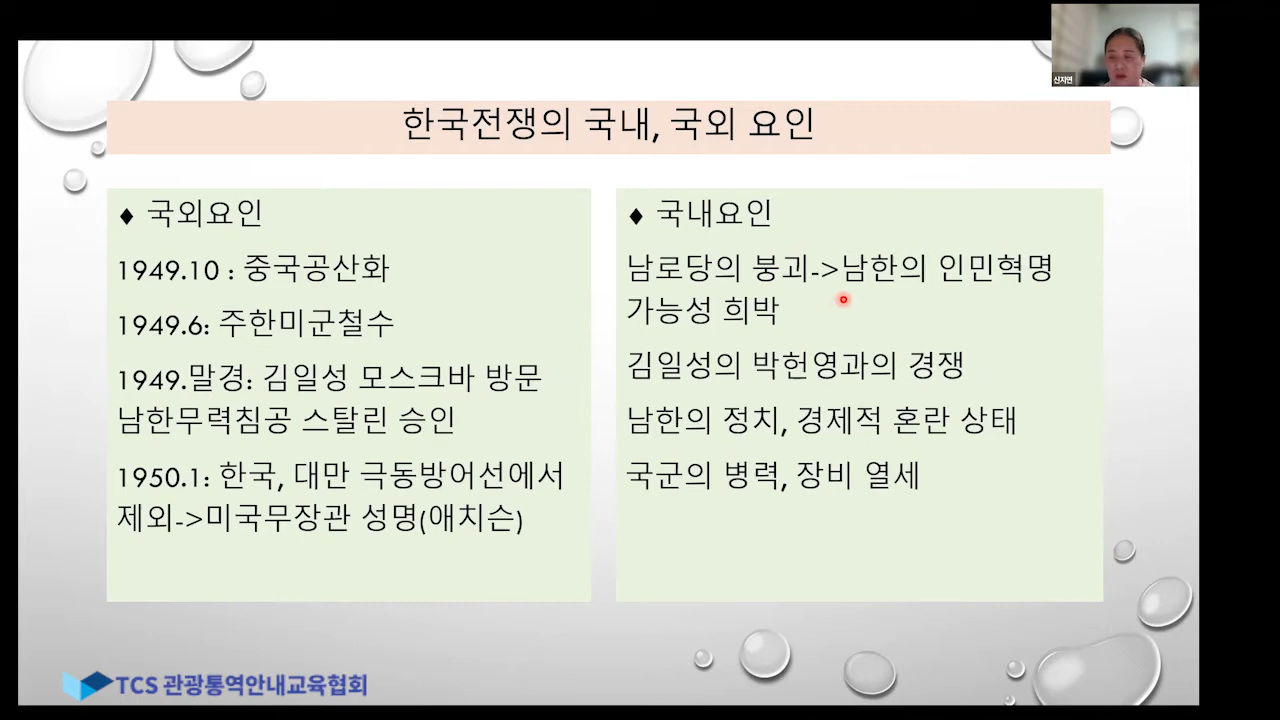 신지연
한국전쟁의 국내, 국외 요인
♦ 국외요인
1949.10 : 중국공산화
1949.6: 주한미군철수
1949.말경: 김일성 모스크바 방문
남한무력침공 스탈린 승인
1950.1: 한국, 대만 극동방어선에서
제외->미국무장관 성명(애치슨)
♦ 국내요인
남로당의 붕괴->남한의 인민혁명
가능성 희박
김일성의 박헌영과의 경쟁
남한의 정치, 경제적 혼란 상태
국군의 병력, 장비 열세
TCS 관광통역안내교육협회